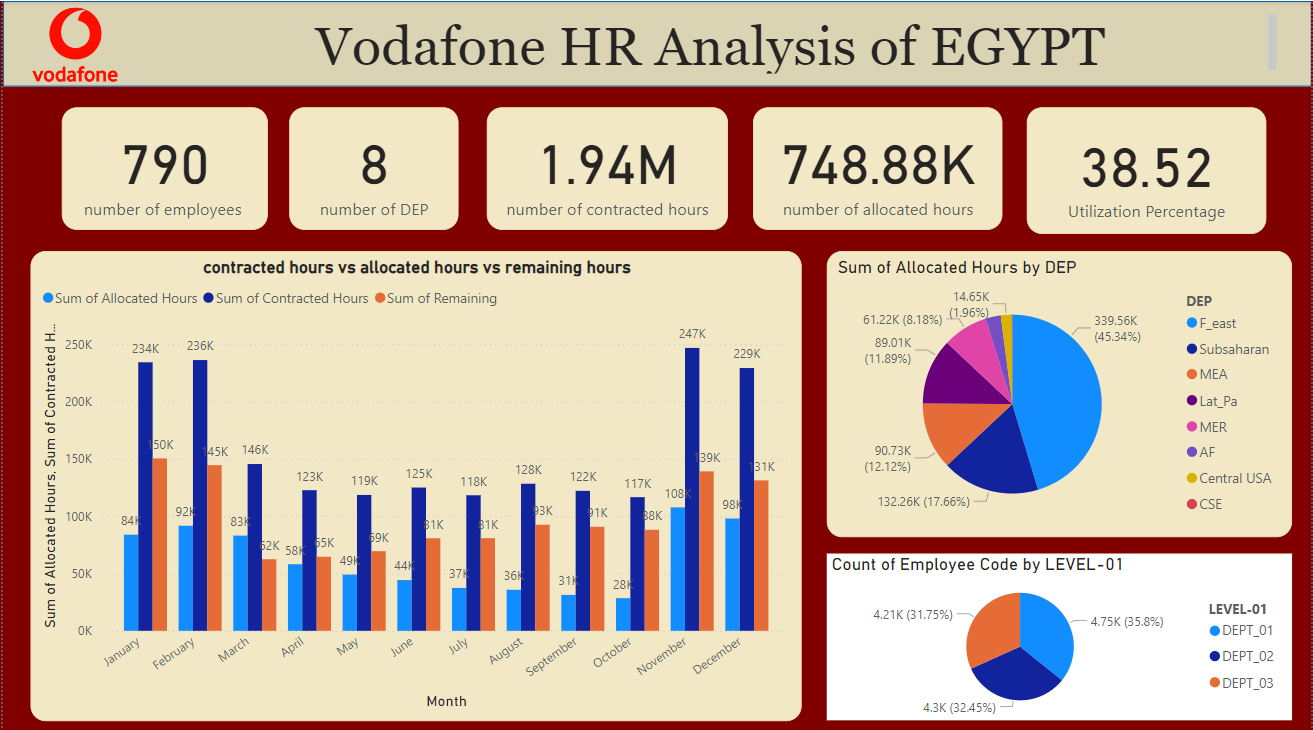 vodafone
Vodafone HR Analysis of EGYPT
790
number of employees
8
number of DEP
1.94M
number of contracted hours
748.88K
number of allocated hours
38.52
Utilization Percentage
contracted hours vs allocated hours vs remaining hours
Sum of Allocated Hours Sum of Contracted Hours Sum of Remaining
Sum of Allocated Hours, Sum of Contracted H...
250K
200K
150K
100K
50K
0K
84K 234K 150K
92K 236K 145K
83K 146K 62K
58K 123K 65K
49K 119K 69K
44K 125K 81K
37K 118K 81K
36K 128K 93K
31K 122K 91K
28K 117K 88K
108K 247K 139K
98K 229K 131K
January February March April May June July August September October November December
Month
Sum of Allocated Hours by DEP
14.65K
(1.96%)
61.22K (8.18%)
89.01K
(11.89%)
90.73K
(12.12%)
132.26K (17.66%)
339.56K
(45.34%)
DEP
F_east
Subsaharan
MEA
Lat_Pa
MER
AF
Central USA
CSE
Count of Employee Code by LEVEL-01
4.21K (31.75%)
4.75K (35.8%)
4.3K (32.45%)
LEVEL-01
DEPT_01
DEPT_02
DEPT_03